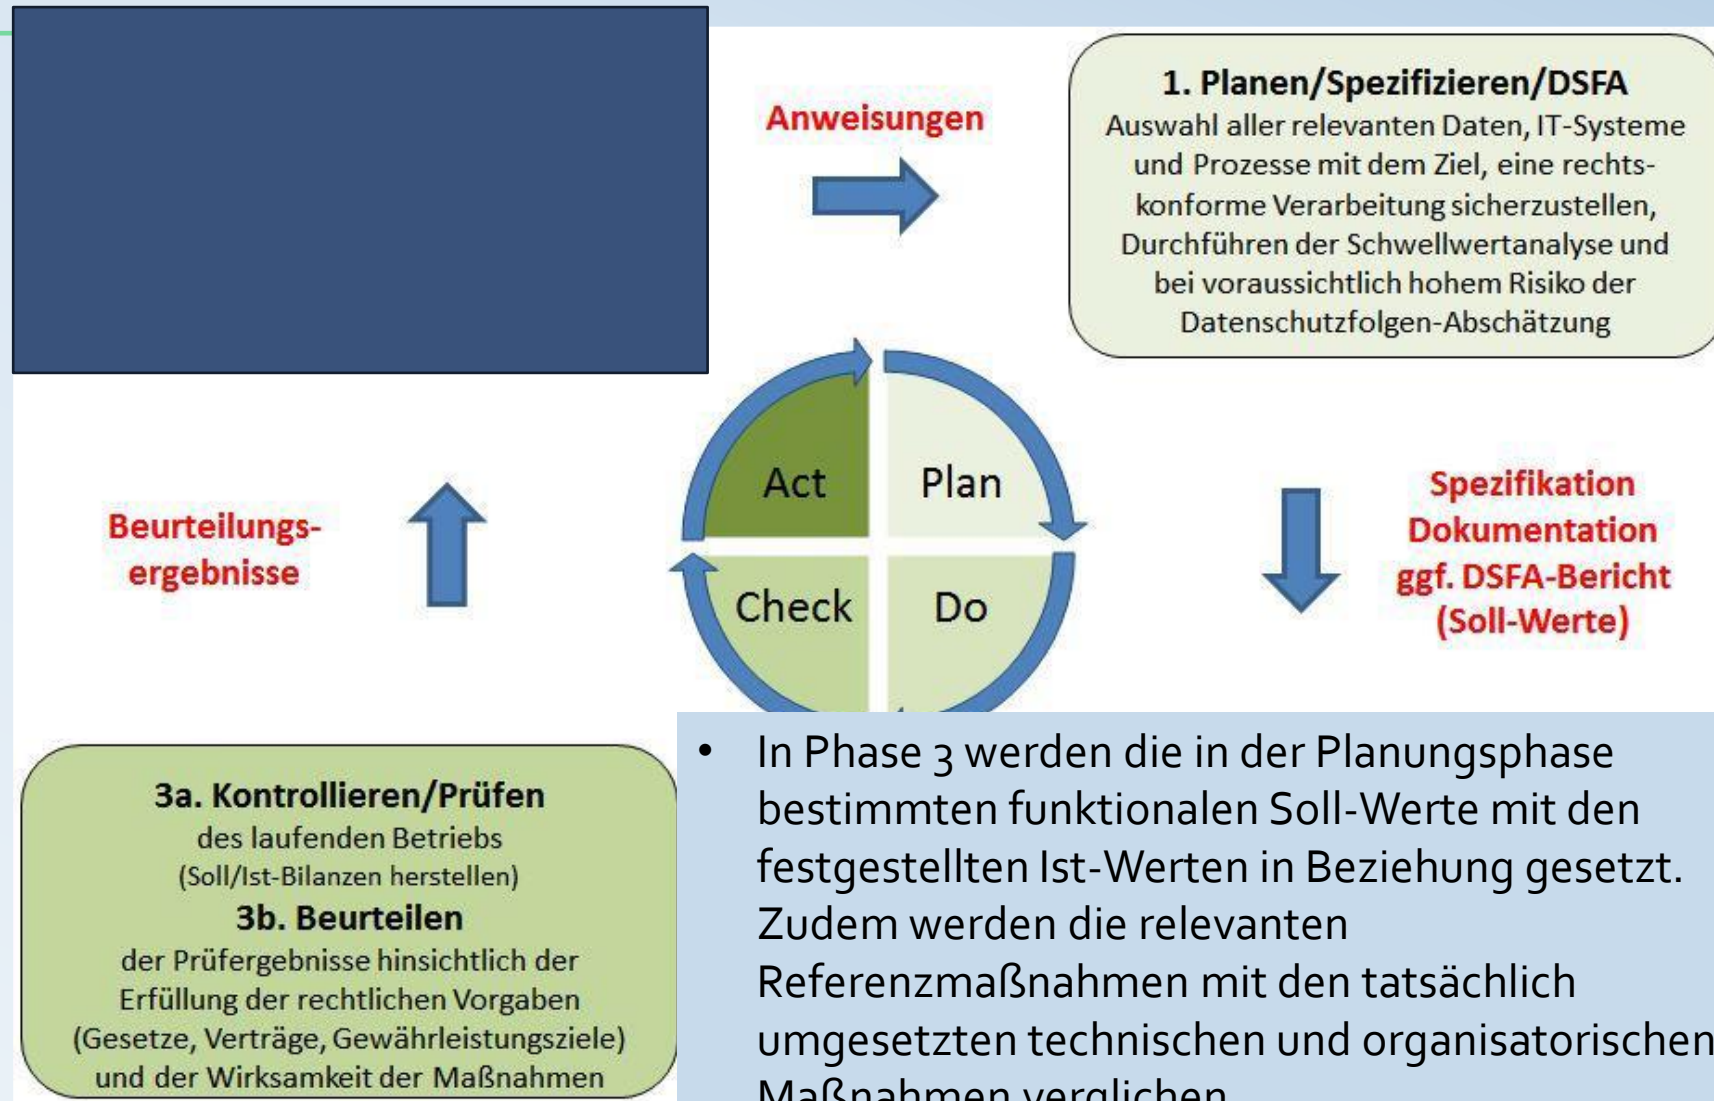 Anweisungen
1. Planen/Spezifizieren/DSFA
Auswahl aller relevanten Daten, IT-Systeme
und Prozesse mit dem Ziel, eine rechts-
konforme Verarbeitung sicherzustellen,
Durchführen der Schwellwertanalyse und
bei voraussichtlich hohem Risiko der
Datenschutzfolgen-Abschätzung
Act
Plan
Check
Do
Beurteilungs-
ergebnisse
Spezifikation
Dokumentation
ggf. DSFA-Bericht
(Soll-Werte)
3a. Kontrollieren/Prüfen
des laufenden Betriebs
(Soll/Ist-Bilanzen herstellen)
3b. Beurteilen
der Prüfergebnisse hinsichtlich der
Erfüllung der rechtlichen Vorgaben
(Gesetze, Verträge, Gewährleistungsziele)
und der Wirksamkeit der Maßnahmen
• In Phase 3 werden die in der Planungsphase
bestimmten funktionalen Soll-Werte mit den
festgestellten Ist-Werten in Beziehung gesetzt.
Zudem werden die relevanten
Referenzmaßnahmen mit den tatsächlich
umgesetzten technischen und organisatorischen
Maßnahmen verglichen